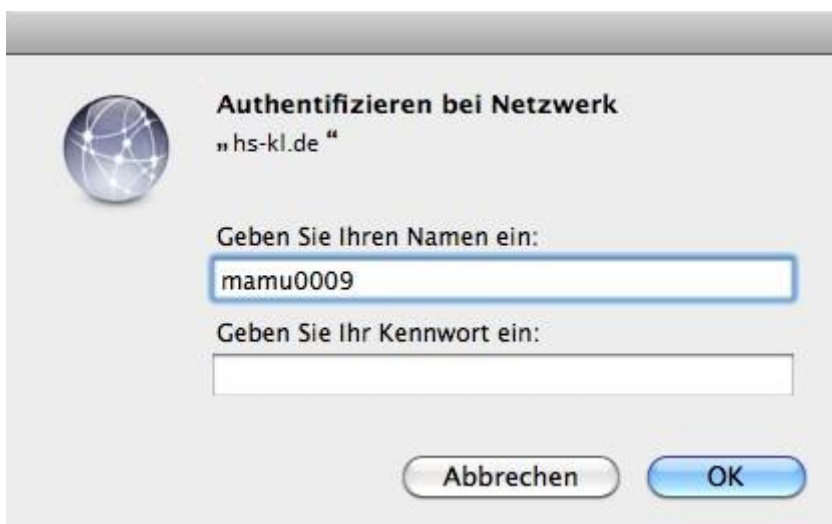 Authentifizieren bei Netzwerk
„hs-kl.de “
Geben Sie Ihren Namen ein:
mamu0009
Geben Sie Ihr Kennwort ein:
Abbrechen OK